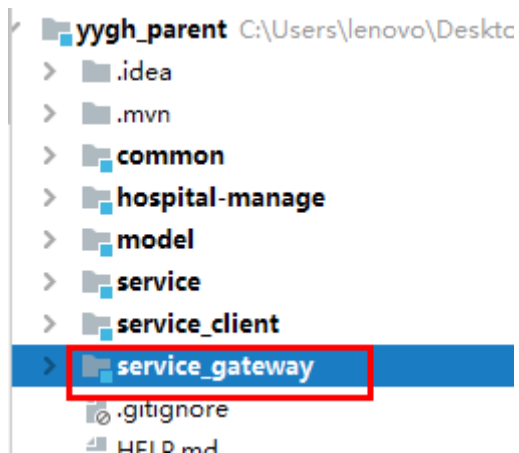 yygh_parent C:\Users\lenovo\Deskto
.idea
.mvn
common
hospital-manage
model
service
service_client
service_gateway
.gitignore
HELP.md